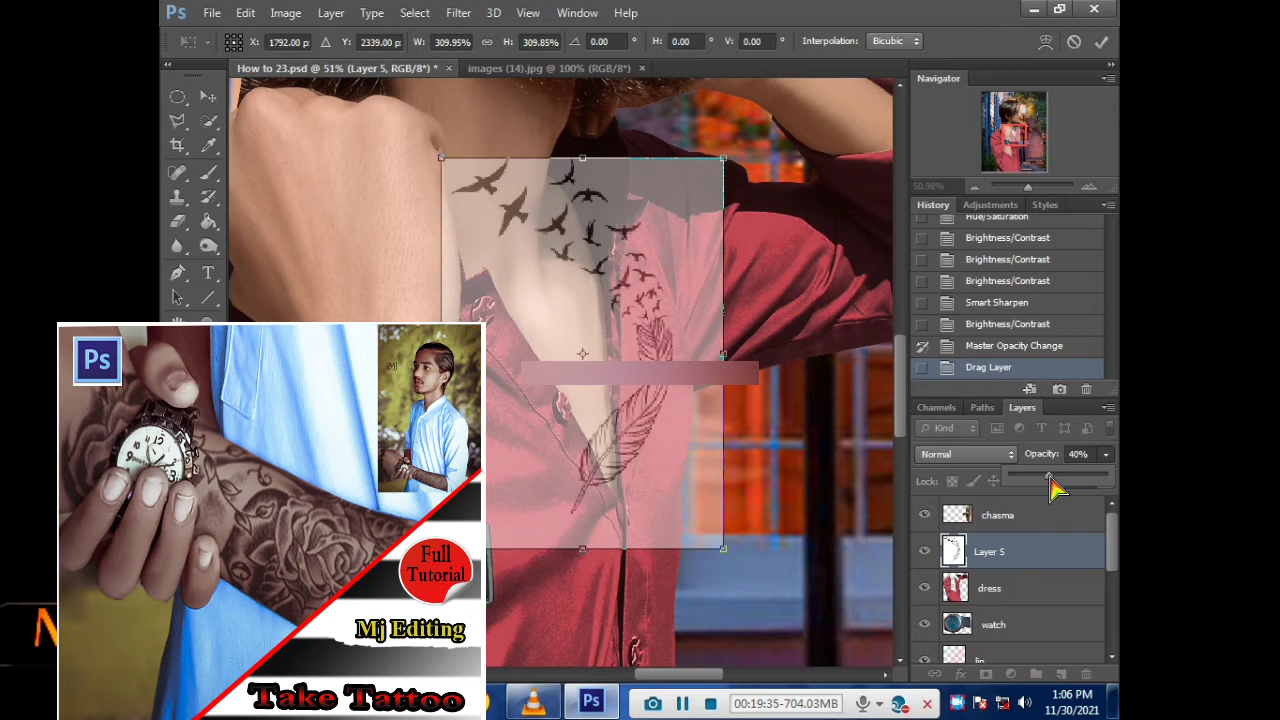 Ps File Edit Image Layer Type Select Filter 3D View Window Help
X: 1792.00 p Y: 2339.00 p W: 309.95% H: 309.85% 0.00 ° H: 0.00 ° V: 0.00 ° Interpolation: Bicubic
How to 23.psd @ 51% (Layer 5, RGB/8*) * × images (14).jpg @ 100% (RGB/8*) ×
Navigator
50.98%
History Adjustments Styles
Hue/Saturation
Brightness/Contrast
Brightness/Contrast
Brightness/Contrast
Smart Sharpen
Brightness/Contrast
Master Opacity Change
Drag Layer
Channels Paths Layers
Kind
Normal Opacity: 40%
Lock:
chasma
Layer 5
dress
watch
lip
fx
Ps
Full
Tutorial
Mj Editing
Take Tattoo
Ps
00:19:35-704.03MB
1:06 PM
11/30/2021